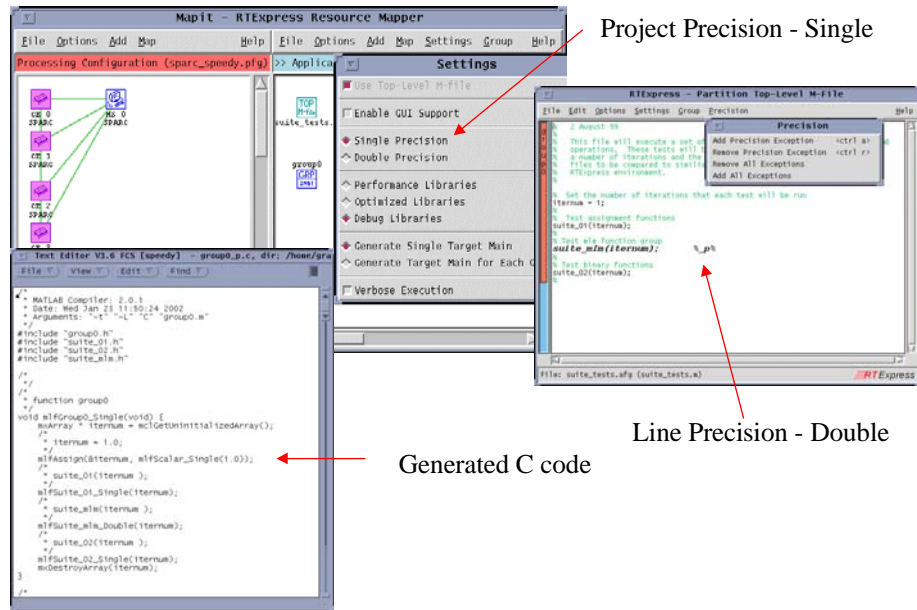 Mapit - RTExpress Resource Mapper
File Options Add Map Help
File Options Add Map Settings Group Help
Processing Configuration (sparc_speedy.pfg)
>> Applica
CE 0
SPARC
MS 0
SPARC
CE 1
SPARC
CE 2
SPARC
CE 3
TOP
M-file
suite_tests.
group0
GRP
Settings
Use Top-Level M-file
Enable GUI Support
Single Precision
Double Precision
Performance Libraries
Optimized Libraries
Debug Libraries
Generate Single Target Main
Generate Target Main for Each G
Verbose Execution
Project Precision - Single
RTExpress - Partition Top-Level M-File
File Edit Options Settings Group Precision Help
% 2 August 99
%
% This file will execute a set of
% operations. These tests will
% a number of iterations and the
% files to be compared to
% RTExpress environment.
%
% Set the number of iterations that each test will be run
iternum = 1;
%
% Test assignment functions
suite_01(iternum);
%
% Test elm function group
suite_mlm(iternum); %_p%
%
% Test binary functions
suite_02(iternum);
%
Precision
Add Precision Exception <ctrl a>
Remove Precision Exception <ctrl r>
Remove All Exceptions
Add All Exceptions
File: suite_tests.afg (suite_tests.m)
RTExpress
Line Precision - Double
Text Editor V3.6 FCS [speedy] - group0_p.c, dir; /home/gra
File View Edit Find
/*
* MATLAB Compiler: 2.0.1
* Date: Wed Jan 23 11:50:24 2002
* Arguments: "-t" "-L" "C" "group0.m"
*/
#include "group0.h"
#include "suite_01.h"
#include "suite_02.h"
#include "suite_mlm.h"
/*
*/
/*
* function group0
*/
void mlfGroup0_Single(void) {
mxArray * iternum = mclGetUninitializedArray();
/*
* iternum = 1.0;
*/
mlfAssign(&iternum, mlfScalar_Single(1.0));
/*
* suite_01(iternum );
*/
mlfSuite_01_Single(iternum);
/*
* suite_mlm(iternum );
*/
mlfSuite_mlm_Double(iternum);
/*
* suite_02(iternum );
*/
mlfSuite_02_Single(iternum);
mxDestroyArray(iternum);
}
/*
Generated C code